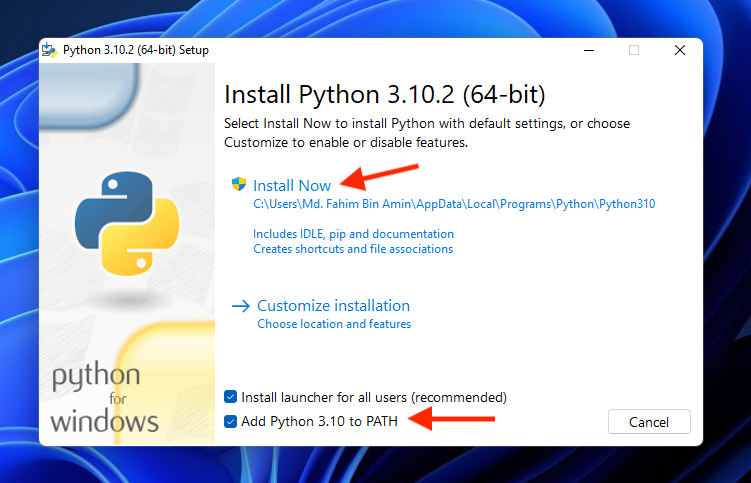 Python 3.10.2 (64-bit) Setup
Install Python 3.10.2 (64-bit)
Select Install Now to install Python with default settings, or choose
Customize to enable or disable features.
Install Now
C:\Users\Md. Fahim Bin Amin\AppData\Local\Programs\Python\Python310
Includes IDLE, pip and documentation
Creates shortcuts and file associations
Customize installation
Choose location and features
python
for
windows
Install launcher for all users (recommended)
Add Python 3.10 to PATH
Cancel